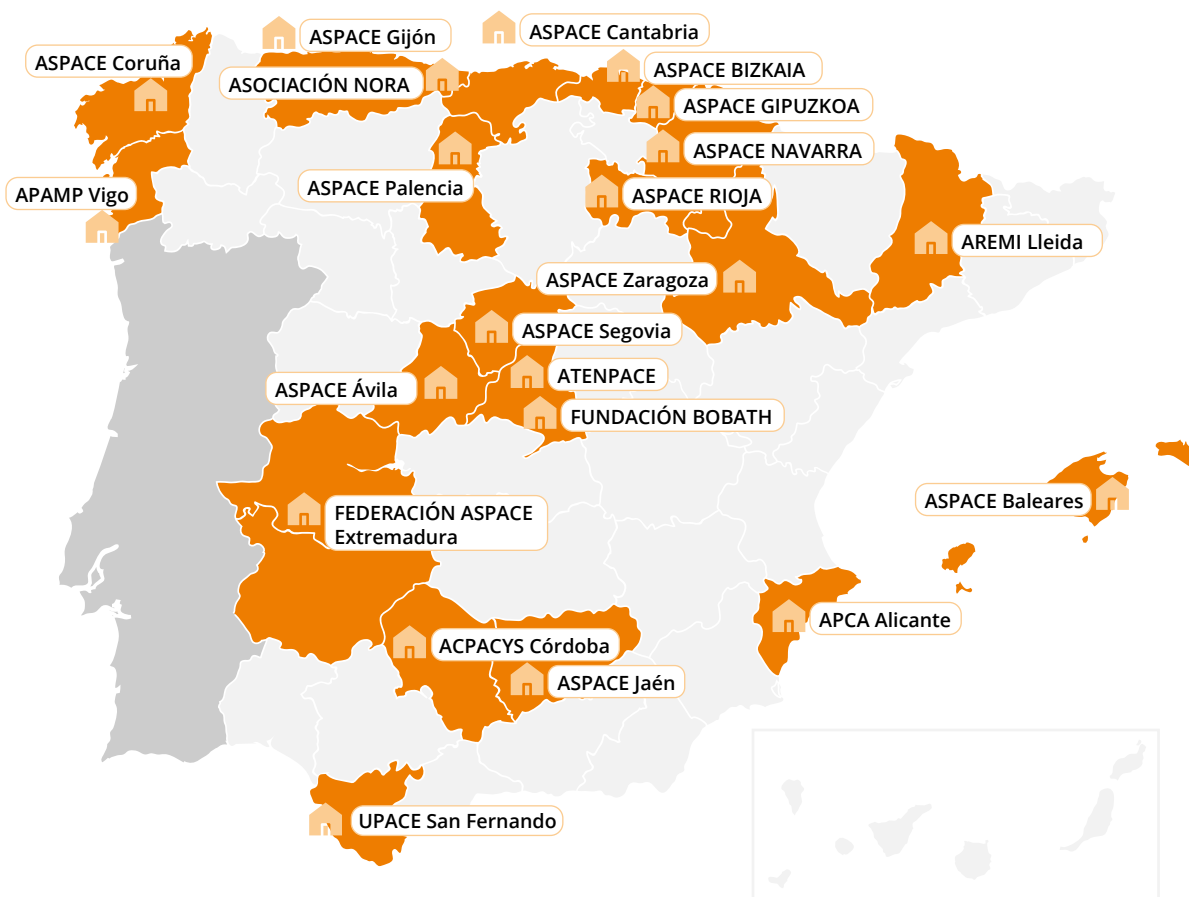 ASPACE Gijón
ASPACE Cantabria
ASPACE Coruña
ASOCIACIÓN NORA
ASPACE BIZKAIA
ASPACE GIPUZKOA
ASPACE NAVARRA
APAMP Vigo
ASPACE Palencia
ASPACE RIOJA
AREMI Lleida
ASPACE Zaragoza
ASPACE Segovia
ASPACE Ávila
ATENPACE
FUNDACIÓN BOBATH
ASPACE Baleares
FEDERACIÓN ASPACE
Extremadura
APCA Alicante
ACPACYS Córdoba
ASPACE Jaén
UPACE San Fernando